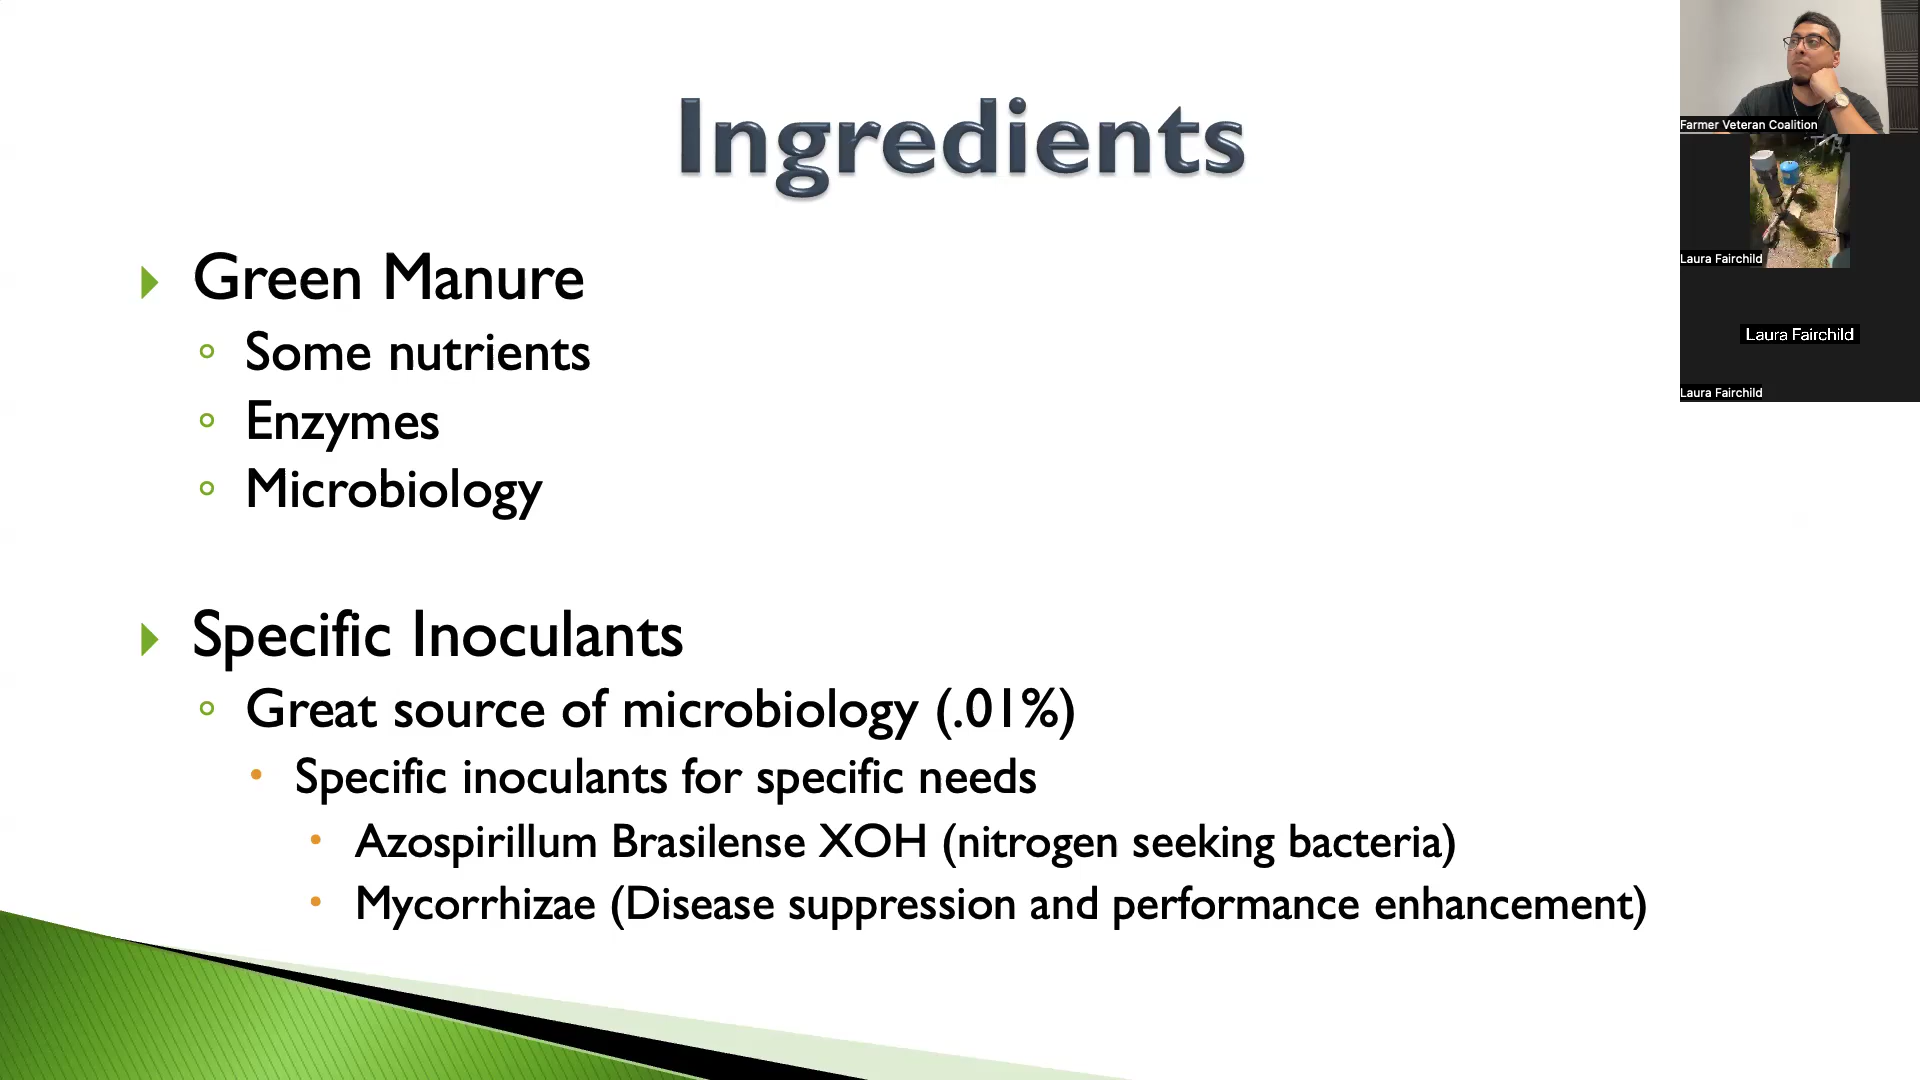 Ingredients
Green Manure
Some nutrients
Enzymes
Microbiology
Specific Inoculants
Great source of microbiology (.01%)
Specific inoculants for specific needs
Azospirillum Brasilense XOH (nitrogen seeking bacteria)
Mycorrhizae (Disease suppression and performance enhancement)
Farmer Veteran Coalition
Laura Fairchild
Laura Fairchild
Laura Fairchild